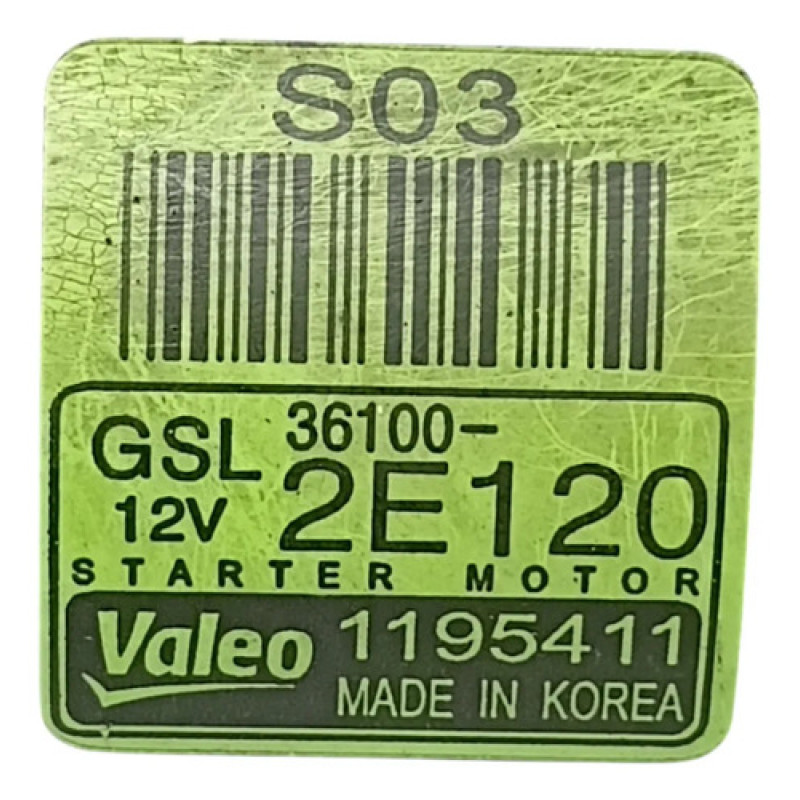 S03
GSL 36100-
12V 2E120
STARTER MOTOR
Valeo 1195411
MADE IN KOREA